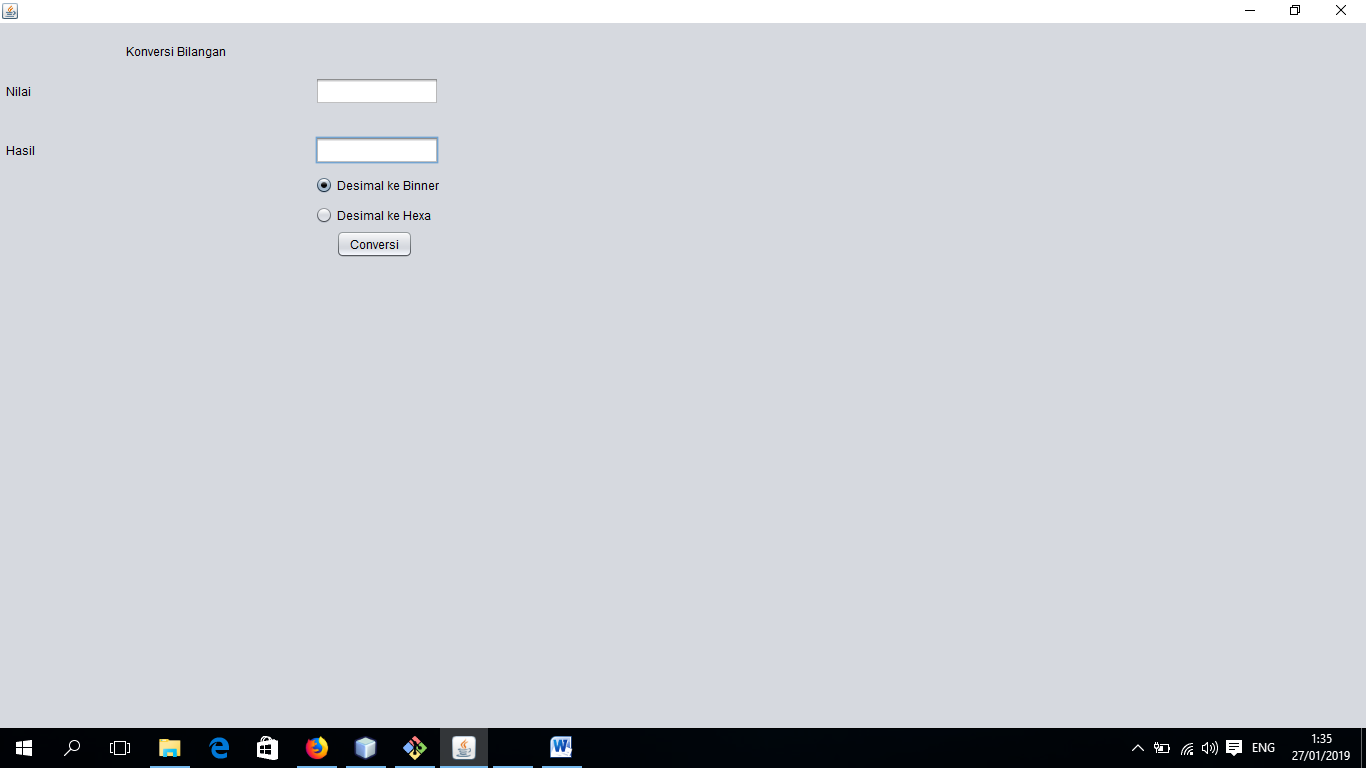 Konversi Bilangan
Nilai
Hasil
Desimal ke Binner
Desimal ke Hexa
Conversi
ENG
1:35
27/01/2019